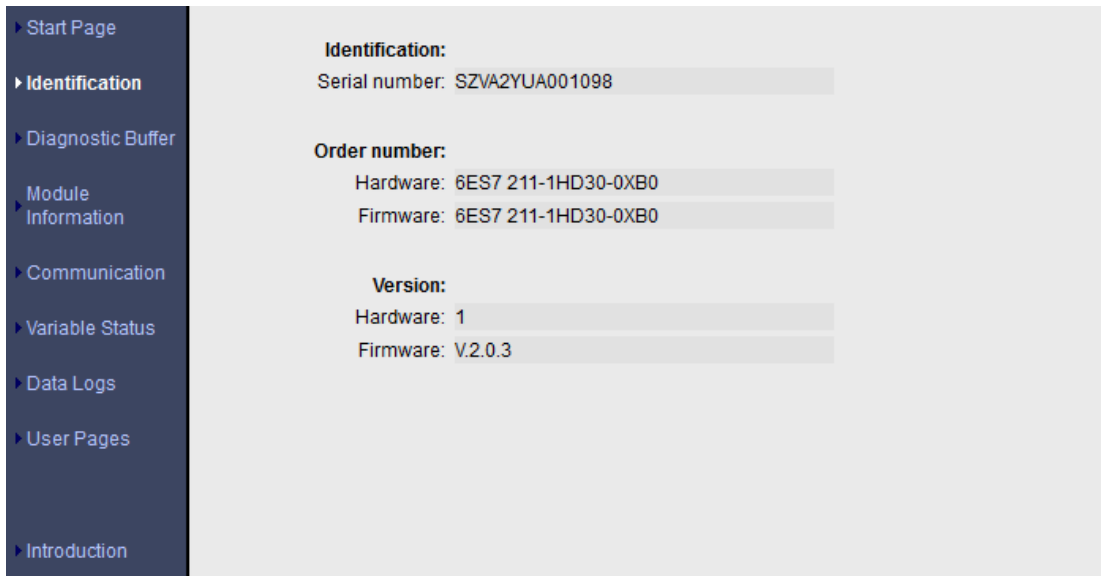 Start Page
Identification
Diagnostic Buffer
Module
Information
Communication
Variable Status
Data Logs
User Pages
Introduction
Identification:
Serial number: SZVA2YUA001098
Order number:
Hardware: 6ES7 211-1HD30-0XB0
Firmware: 6ES7 211-1HD30-0XB0
Version:
Hardware: 1
Firmware: V.2.0.3